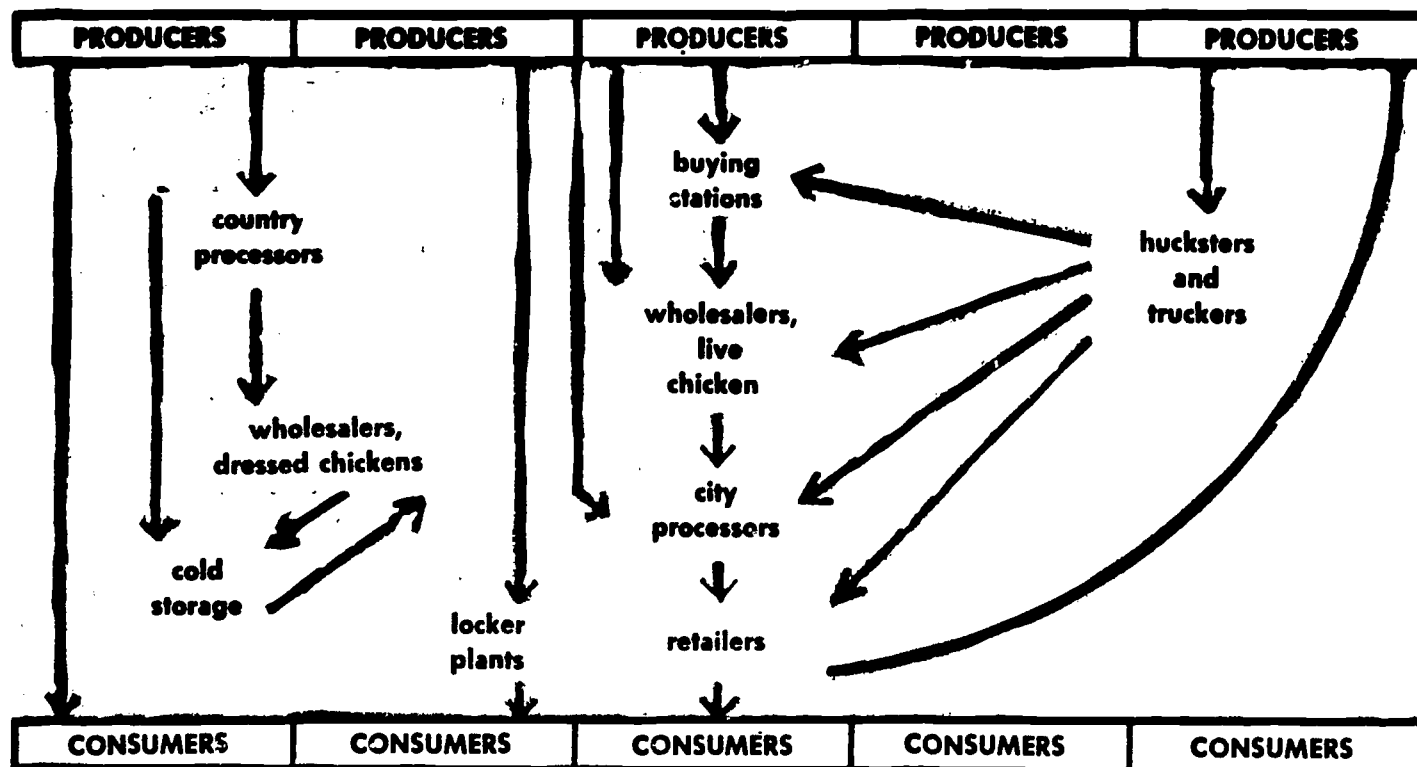 PRODUCERS PRODUCERS PRODUCERS PRODUCERS PRODUCERS
buying
stations
country
processors
hucksters
and
truckers
wholesalers,
live
chicken
wholesalers,
dressed chickens
city
processors
cold
storage
locker
plants
retailers
CONSUMERS CONSUMERS CONSUMERS CONSUMERS CONSUMERS